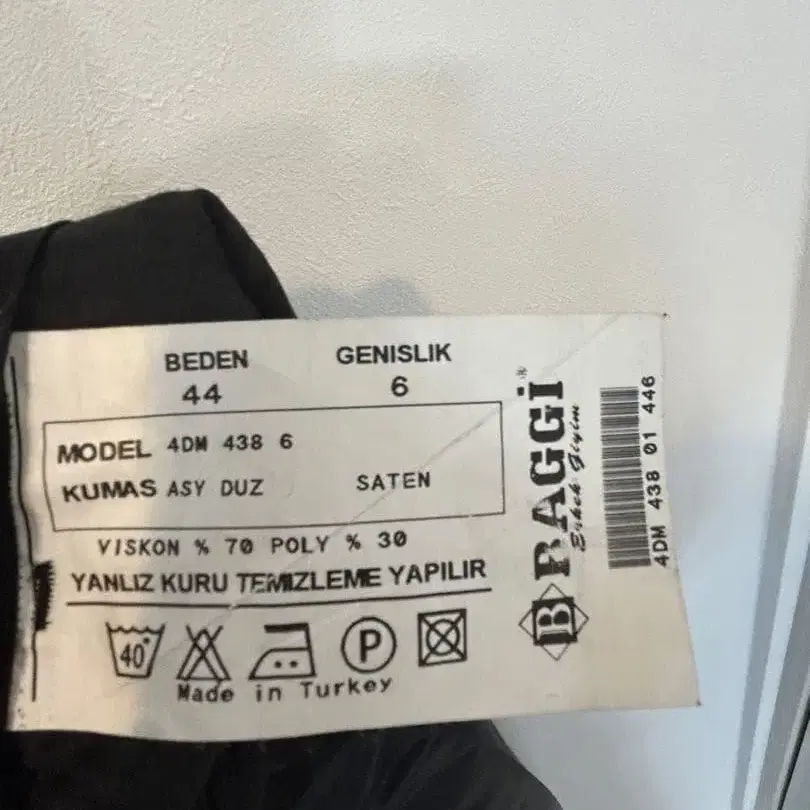 BEDEN GENISLIK
44 6
MODEL 4DM 438 6
KUMAS ASY DUZ SATEN
VISKON % 70 POLY % 30
YANLIZ KURU TEMIZLEME YAPILIR
40° P
Made in Turkey
B
RAGGİ®
Erkek Giyim
4DM 438 01 446